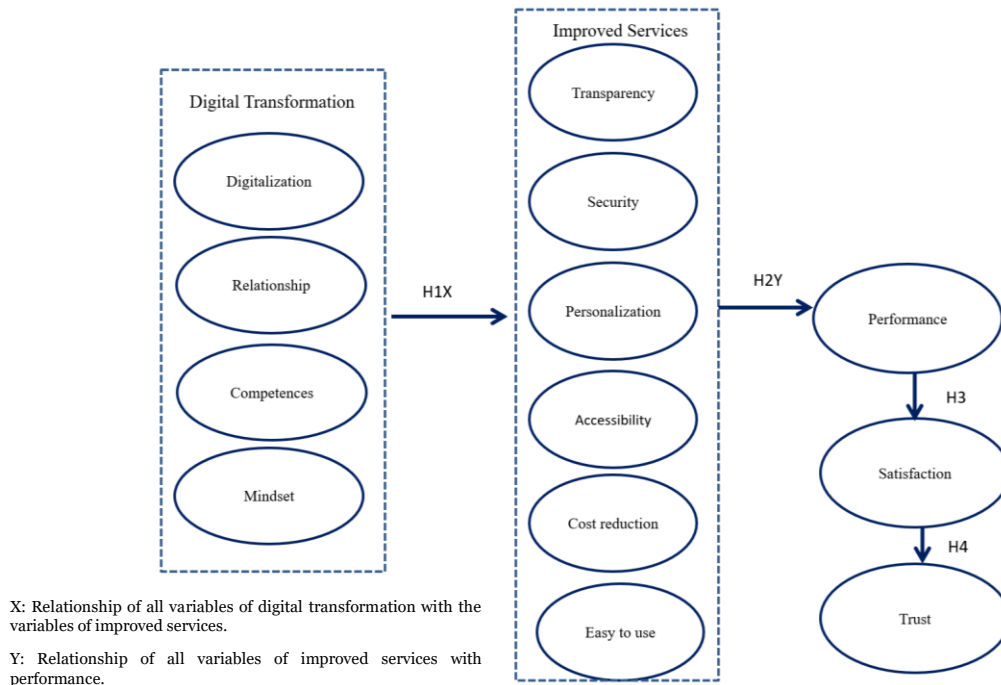 Digital Transformation
Digitalization
Relationship
Competences
Mindset
H1X
Improved Services
Transparency
Security
Personalization
Accessibility
Cost reduction
Easy to use
H2Y
Performance
H3
Satisfaction
H4
Trust
X: Relationship of all variables of digital transformation with the
variables of improved services.
Y: Relationship of all variables of improved services with
performance.